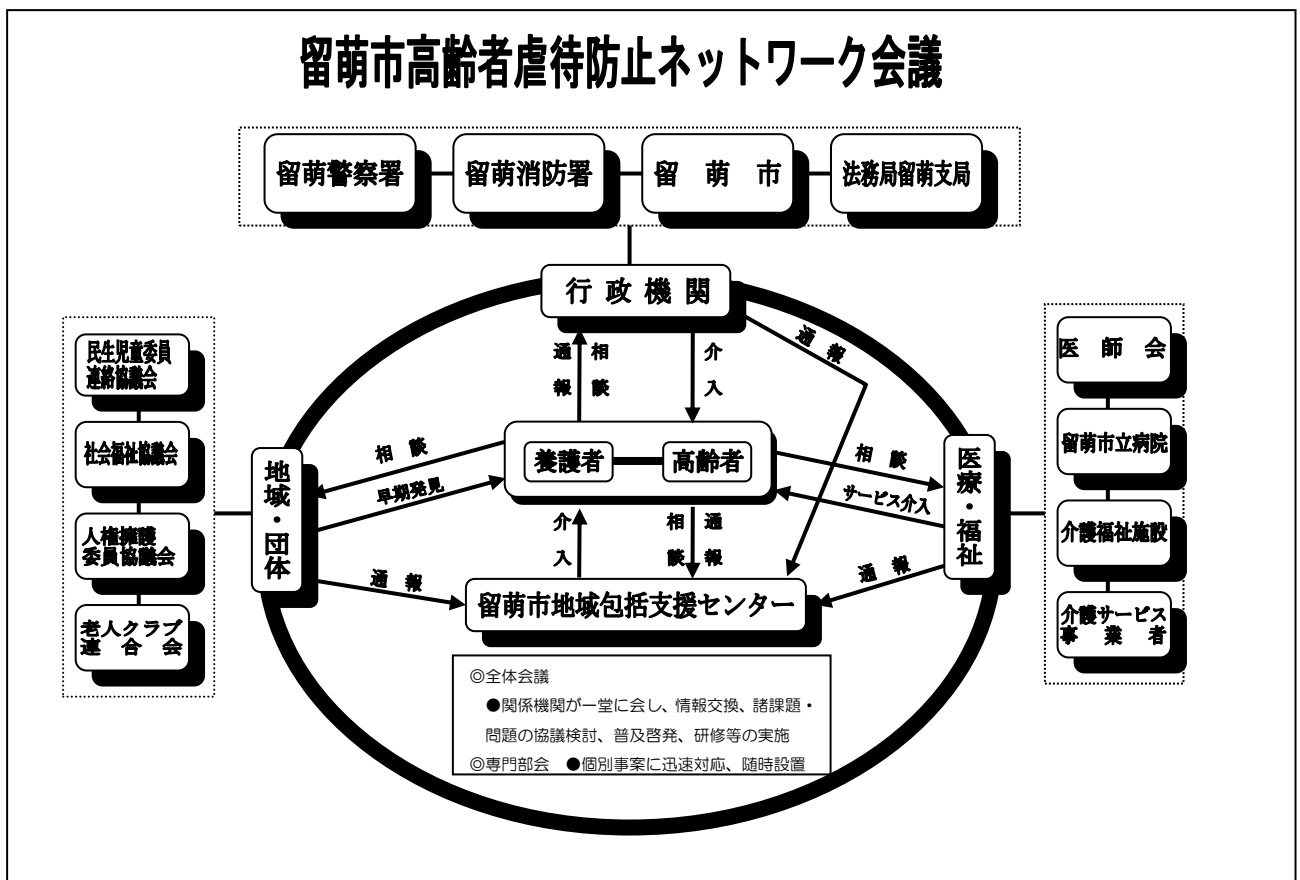 留萌市高齢者虐待防止ネットワーク会議
留萌警察署
留萌消防署
留　萌　市
法務局留萌支局
行 政 機 関
民生児童委員
連絡協議会
社会福祉協議会
人権擁護
委員協議会
老人クラブ
連　合　会
地域・団体
医療・福祉
医　師　会
留萌市立病院
介護福祉施設
介護サービス
事　業　者
通報
相談
介入
通 報
養護者
高齢者
相 談
早期発見
通 報
相 談
サービス介入
通 報
介入
相談
通報
留萌市地域包括支援センター
◎全体会議
●関係機関が一堂に会し、情報交換、諸課題・
問題の協議検討、普及啓発、研修等の実施
◎専門部会　●個別事案に迅速対応、随時設置